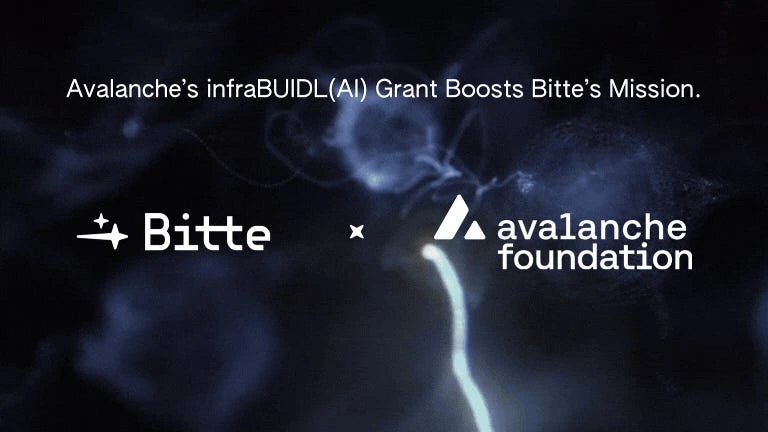 Avalanche's infraBUIDL(AI) Grant Boosts Bitte's Mission.
Bitte
avalanche
foundation